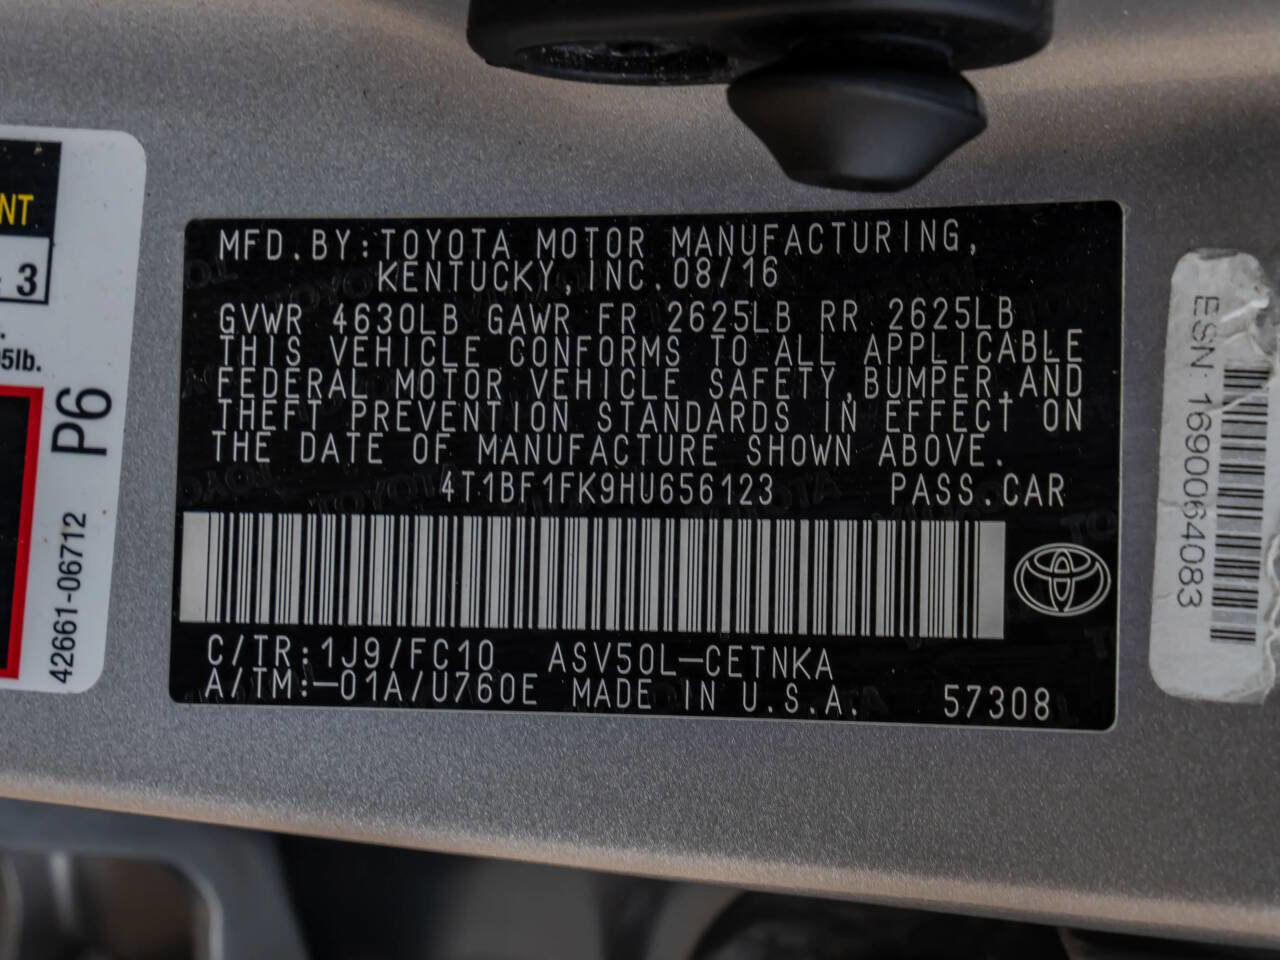 NT
3
5lb.
P6
42661-06712
MFD.BY:TOYOTA MOTOR MANUFACTURING,
KENTUCKY,INC.08/16
GVWR 4630LB GAWR FR 2625LB RR 2625LB
THIS VEHICLE CONFORMS TO ALL APPLICABLE
FEDERAL MOTOR VEHICLE SAFETY,BUMPER,AND
THEFT PREVENTION STANDARDS IN EFFECT ON
THE DATE OF MANUFACTURE SHOWN ABOVE.
4T1BF1FK9HU656123 PASS.CAR
C/TR:1J9/FC10 ASV50L-CETNKA
A/TM:-01A/U760E MADE IN U.S.A. 57308
ESN: 1690064083